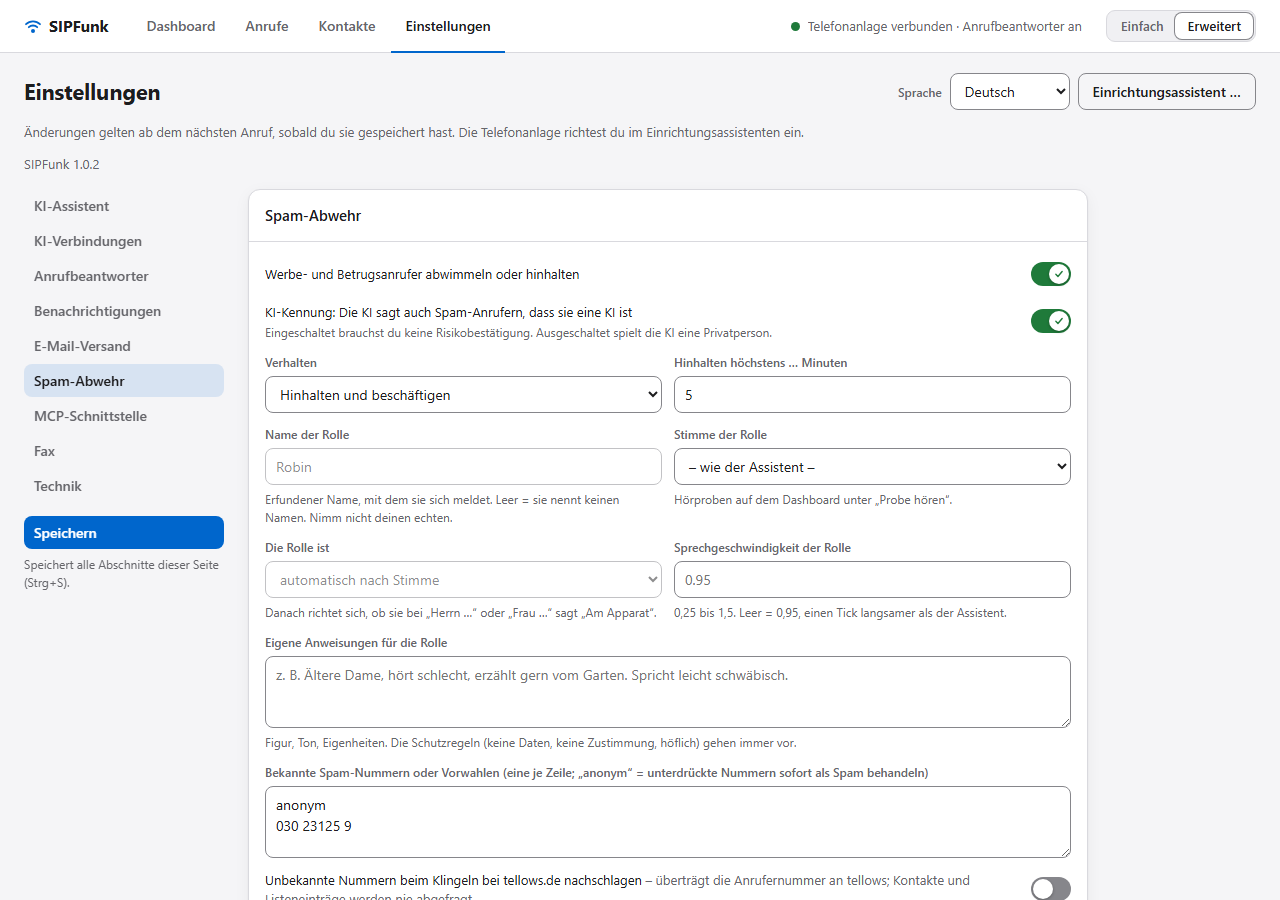 SIPFunk
Dashboard
Anrufe
Kontakte
Einstellungen
Telefonanlage verbunden · Anrufbeantworter an
Einfach
Erweitert
Einstellungen
Sprache
Deutsch
Einrichtungsassistent ...
Änderungen gelten ab dem nächsten Anruf, sobald du sie gespeichert hast. Die Telefonanlage richtest du im Einrichtungsassistenten ein.
SIPFunk 1.0.2
KI-Assistent
KI-Verbindungen
Anrufbeantworter
Benachrichtigungen
E-Mail-Versand
Spam-Abwehr
MCP-Schnittstelle
Fax
Technik
Speichern
Speichert alle Abschnitte dieser Seite
(Strg+S).
Spam-Abwehr
Werbe- und Betrugsanrufer abwimmeln oder hinhalten
KI-Kennung: Die KI sagt auch Spam-Anrufern, dass sie eine KI ist
Eingeschaltet brauchst du keine Risikobestätigung. Ausgeschaltet spielt die KI eine Privatperson.
Verhalten
Hinhalten und beschäftigen
Hinhalten höchstens ... Minuten
5
Name der Rolle
Robin
Erfundener Name, mit dem sie sich meldet. Leer = sie nennt keinen
Namen. Nimm nicht deinen echten.
Stimme der Rolle
– wie der Assistent –
Hörproben auf dem Dashboard unter „Probe hören“.
Die Rolle ist
automatisch nach Stimme
Danach richtet sich, ob sie bei „Herrn ...“ oder „Frau ...“ sagt „Am Apparat“.
Sprechgeschwindigkeit der Rolle
0.95
0,25 bis 1,5. Leer = 0,95, einen Tick langsamer als der Assistent.
Eigene Anweisungen für die Rolle
z. B. Ältere Dame, hört schlecht, erzählt gern vom Garten. Spricht leicht schwäbisch.
Figur, Ton, Eigenheiten. Die Schutzregeln (keine Daten, keine Zustimmung, höflich) gehen immer vor.
Bekannte Spam-Nummern oder Vorwahlen (eine je Zeile; „anonym“ = unterdrückte Nummern sofort als Spam behandeln)
anonym
030 23125 9
Unbekannte Nummern beim Klingeln bei tellows.de nachschlagen – überträgt die Anrufernummer an tellows; Kontakte und
Listeneinträge werden nie abgefragt.